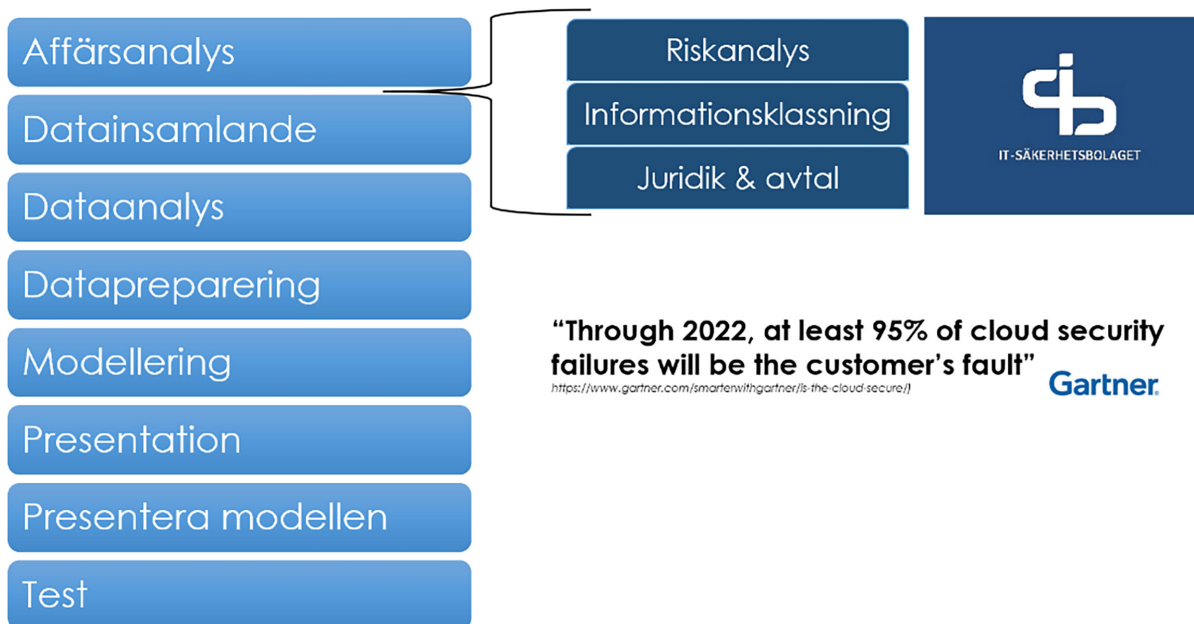 Affärsanalys
Datainsamlande
Dataanalys
Datapreparering
Modellering
Presentation
Presentera modellen
Test
Riskanalys
Informationsklassning
Juridik & avtal
IT-SÄKERHETSBOLAGET
“Through 2022, at least 95% of cloud security
failures will be the customer’s fault”
https://www.gartner.com/smarterwithgartner/is-the-cloud-secure/)
Gartner